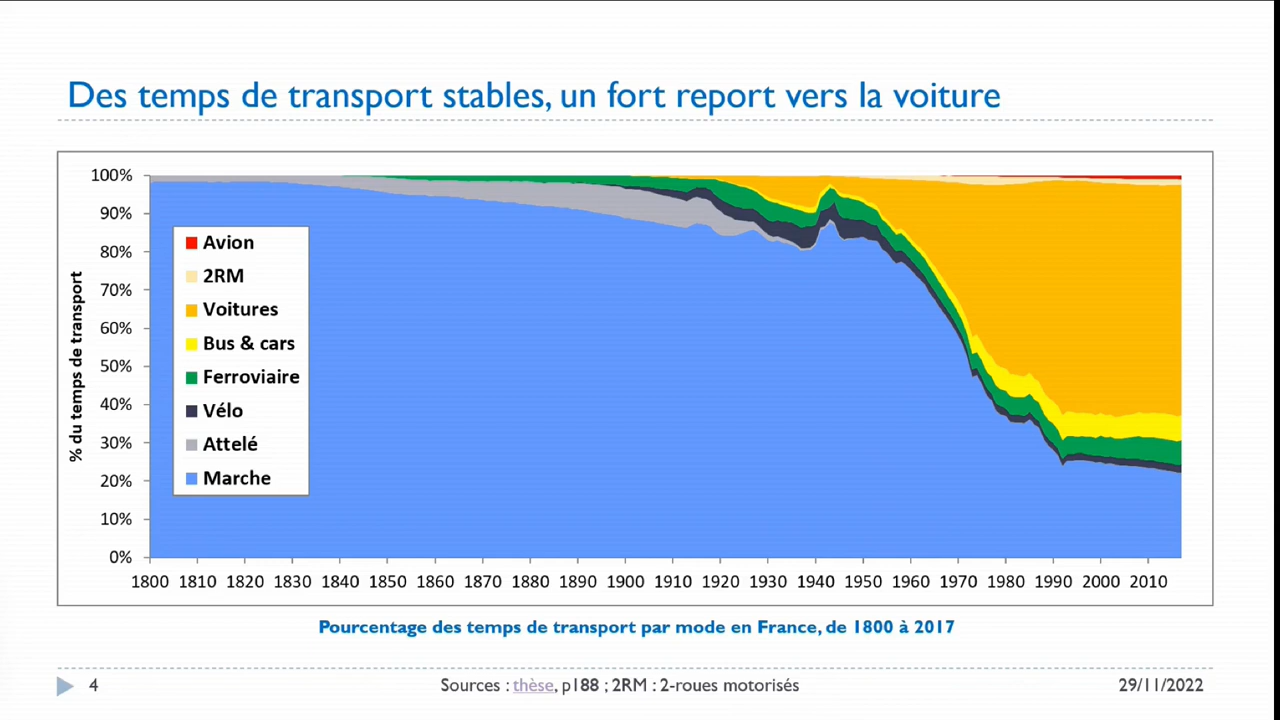 Des temps de transport stables, un fort report vers la voiture
% du temps de transport
100%
90%
80%
70%
60%
50%
40%
30%
20%
10%
0%
Avion
2RM
Voitures
Bus & cars
Ferroviaire
Vélo
Attelé
Marche
1800 1810 1820 1830 1840 1850 1860 1870 1880 1890 1900 1910 1920 1930 1940 1950 1960 1970 1980 1990 2000 2010
Pourcentage des temps de transport par mode en France, de 1800 à 2017
4 Sources : thèse, p188 ; 2RM : 2-roues motorisés 29/11/2022